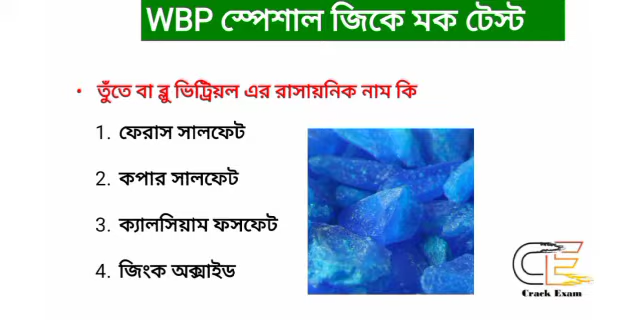 WBP স্পেশাল জিকে মক টেস্ট
• তুঁতে বা ব্লু ভিট্রিয়ল এর রাসায়নিক নাম কি
1. ফেরাস সালফেট
2. কপার সালফেট
3. ক্যালসিয়াম ফসফেট
4. জিংক অক্সাইড
CE
Crack Exam